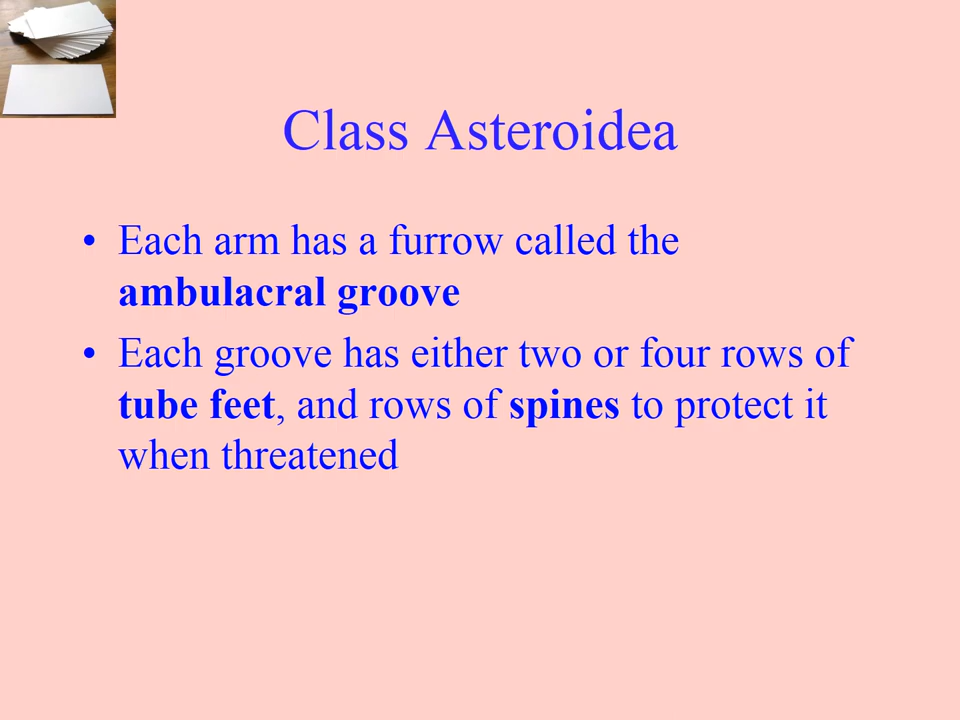 Class Asteroidea
• Each arm has a furrow called the
ambulacral groove
• Each groove has either two or four rows of
tube feet, and rows of spines to protect it
when threatened